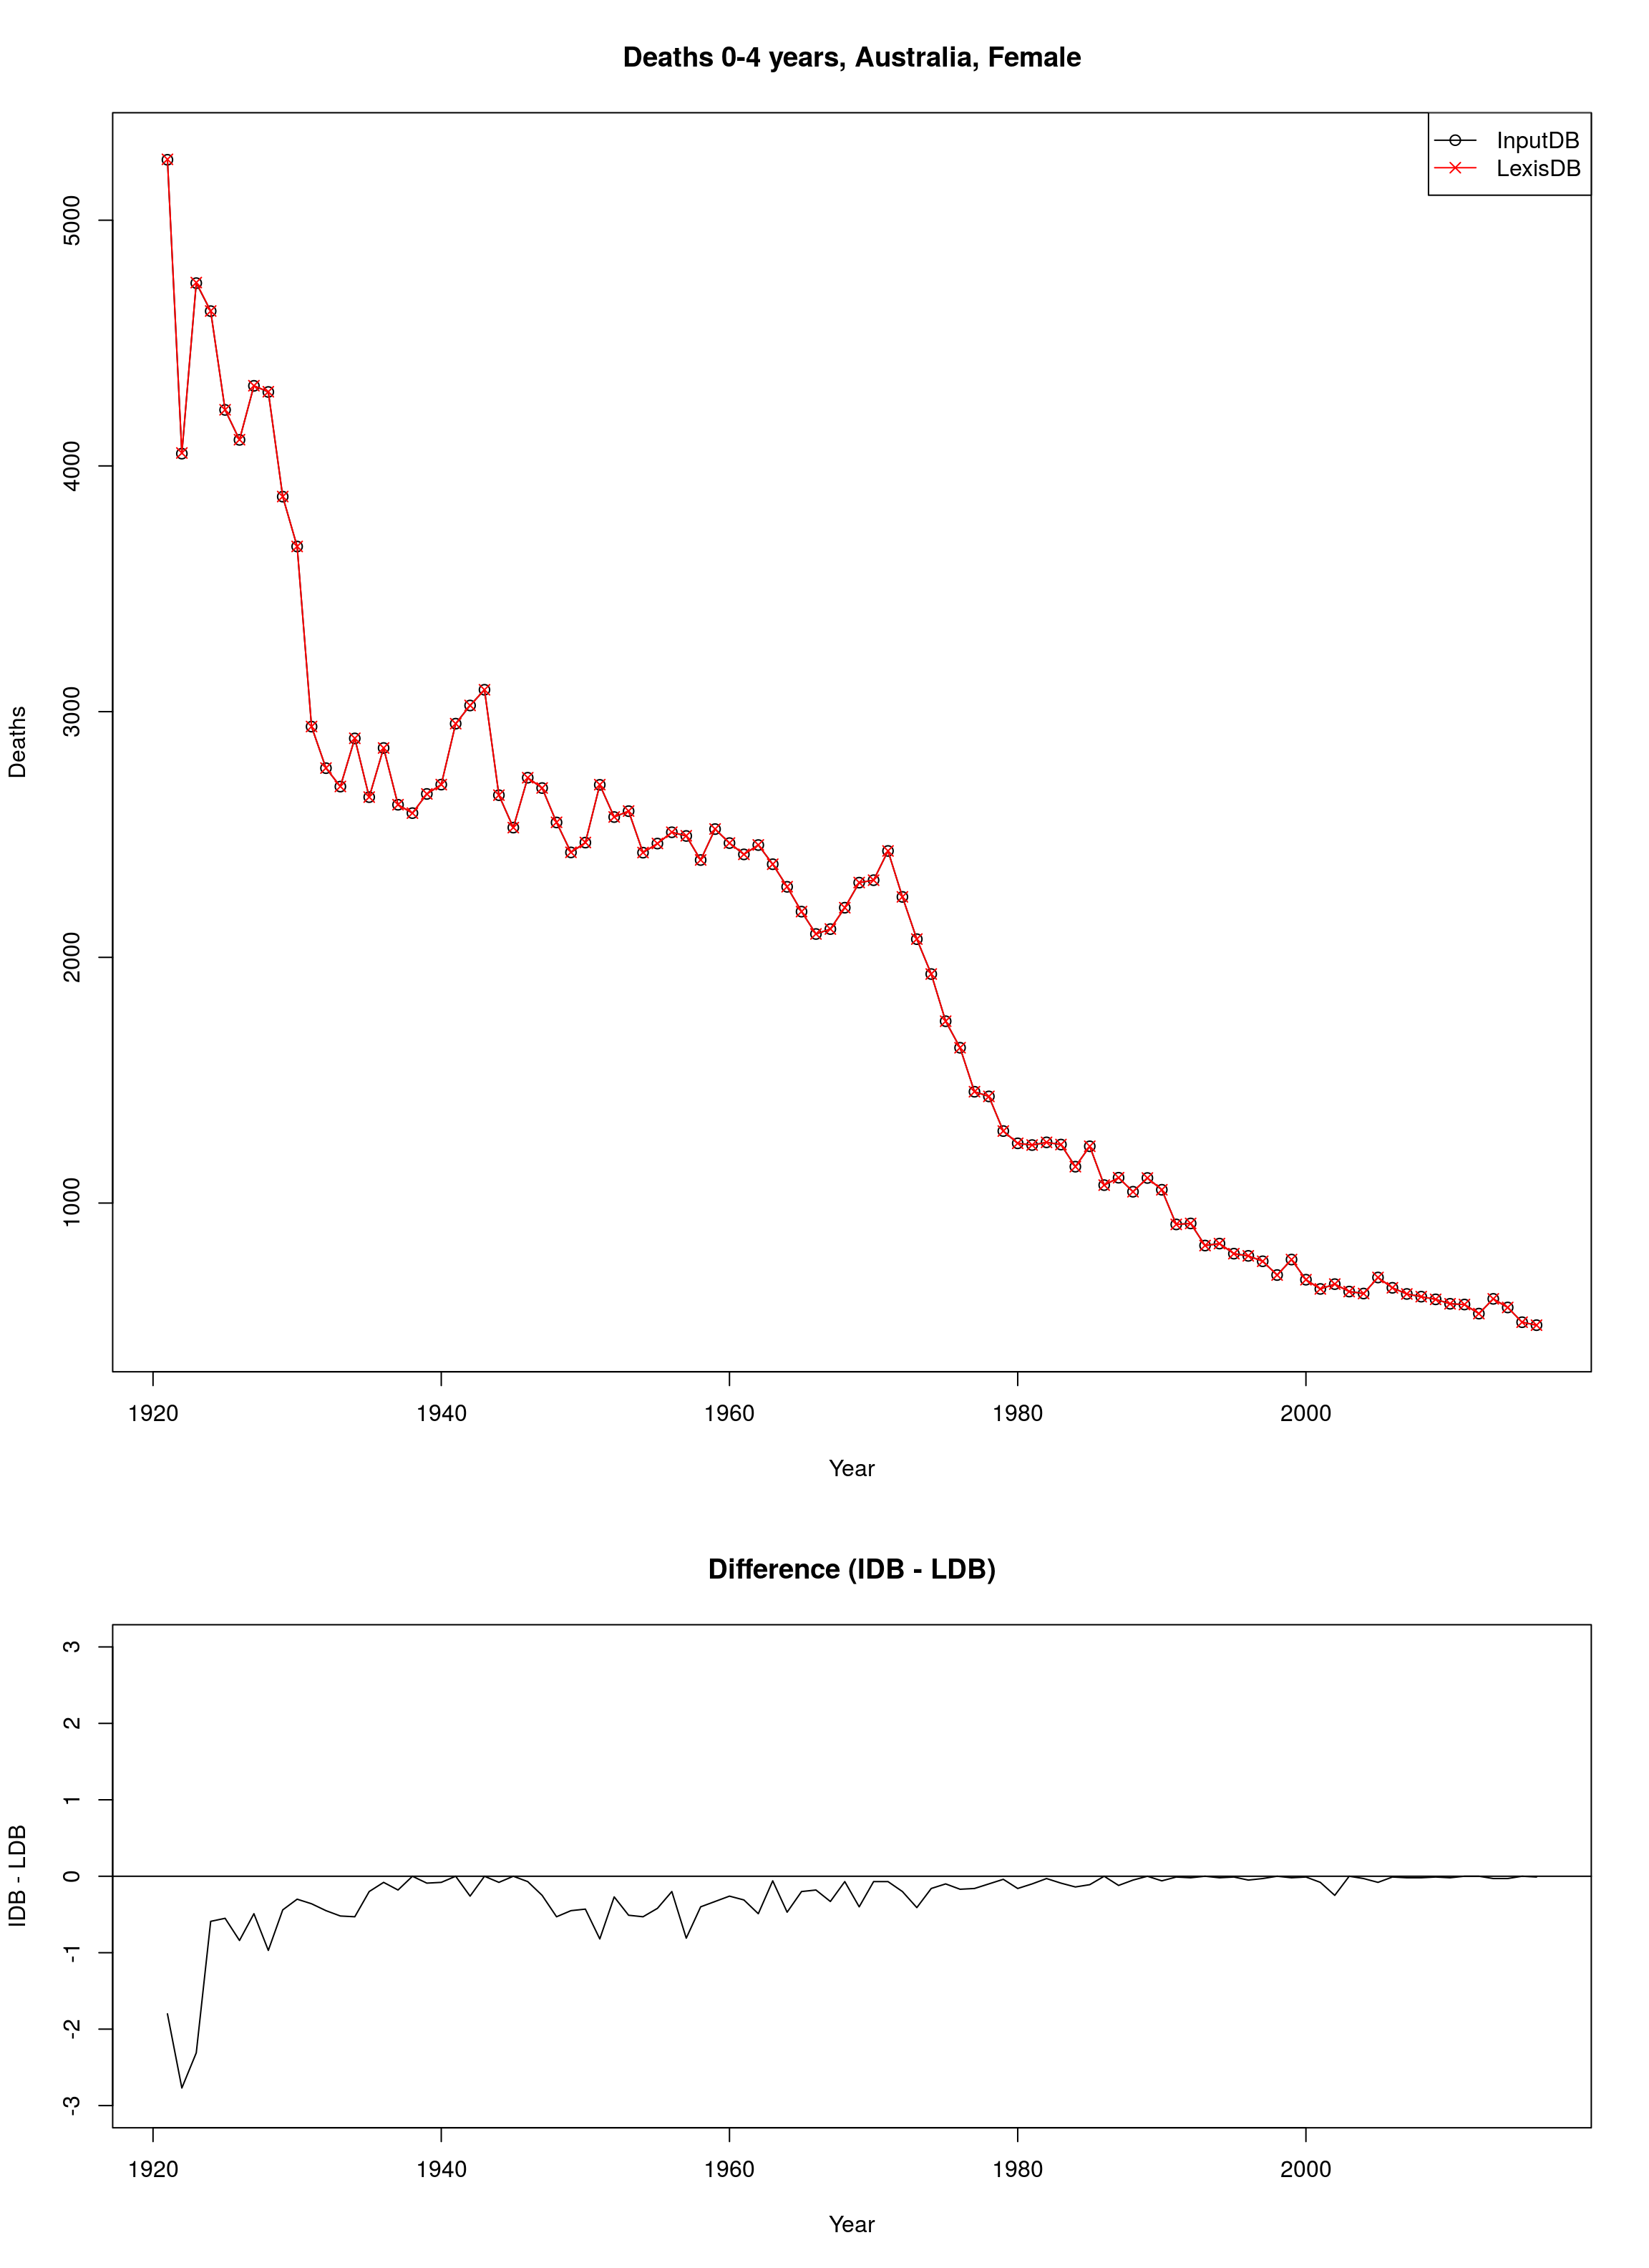 Deaths 0-4 years, Australia, Female
InputDB
LexisDB
Deaths
5000
4000
3000
2000
1000
1920 1940 1960 1980 2000
Year
Difference (IDB - LDB)
IDB - LDB
3
2
1
0
-1
-2
-3
1920 1940 1960 1980 2000
Year